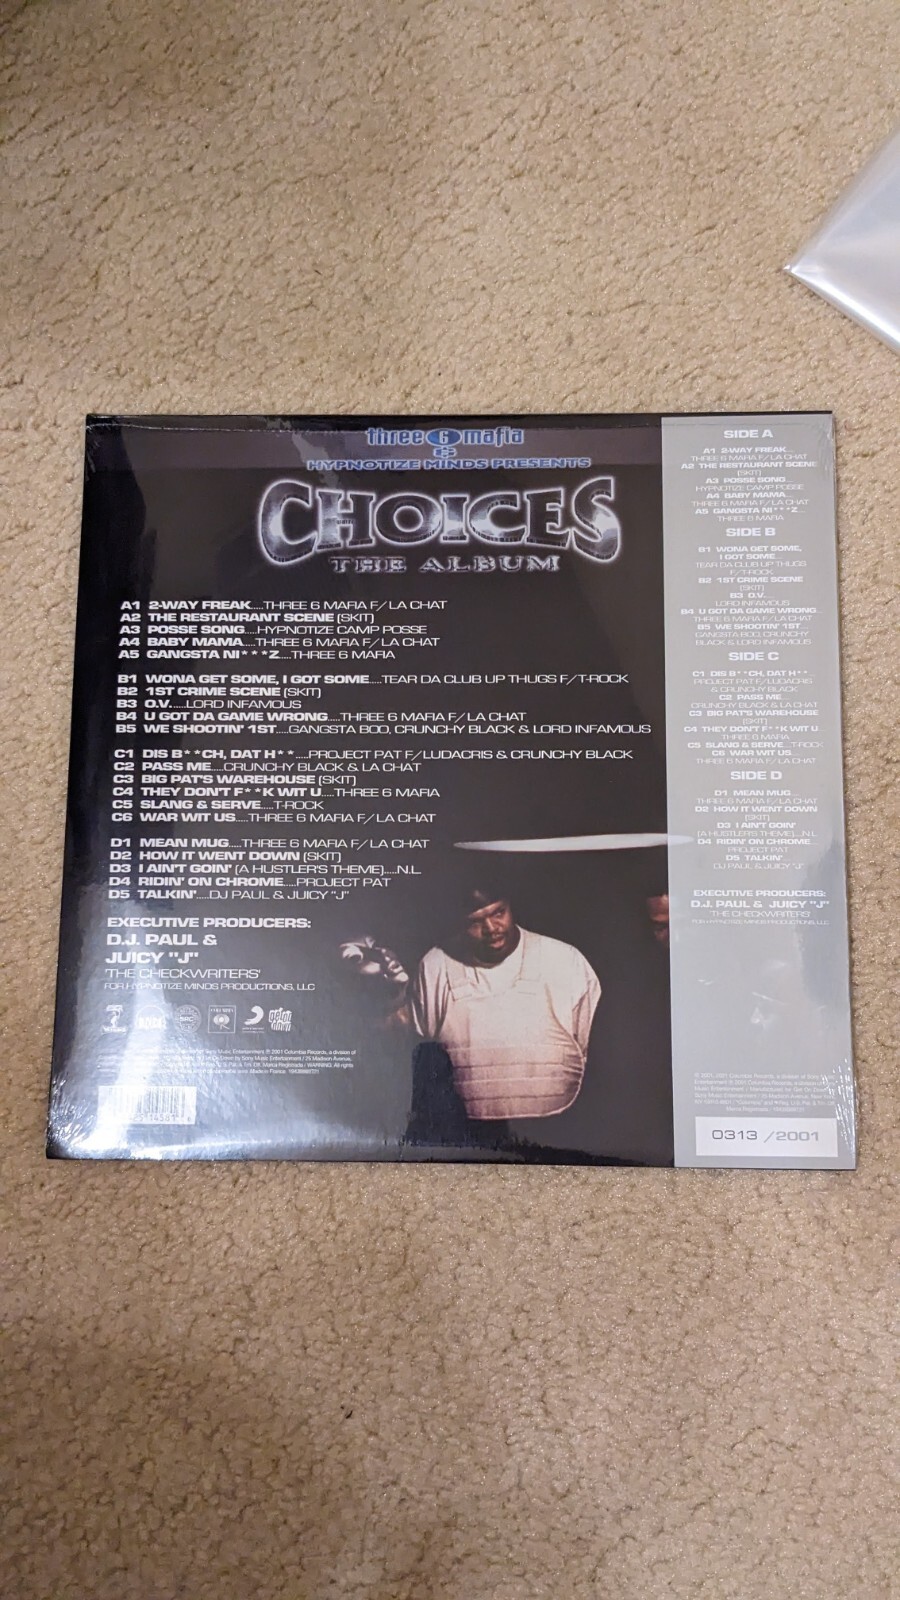 three 6 mafia
&
HYPNOTIZE MINDS PRESENTS
CHOICES
THE ALBUM
A1 2-WAY FREAK....THREE 6 MAFIA F/LA CHAT
A2 THE RESTAURANT SCENE (SKIT)
A3 POSSE SONG....HYPNOTIZE CAMP POSSE
A4 BABY MAMA....THREE 6 MAFIA F/LA CHAT
A5 GANGSTA NI***Z....THREE 6 MAFIA
B1 WONA GET SOME, I GOT SOME....TEAR DA CLUB UP THUGS F/T-ROCK
B2 1ST CRIME SCENE (SKIT)
B3 O.V......LORD INFAMOUS
B4 U GOT DA GAME WRONG....THREE 6 MAFIA F/LA CHAT
B5 WE SHOOTIN' 1ST....GANGSTA BOO, CRUNCHY BLACK & LORD INFAMOUS
C1 DIS B**CH, DAT H**....PROJECT PAT F/LUDACRIS & CRUNCHY BLACK
C2 PASS ME....CRUNCHY BLACK & LA CHAT
C3 BIG PAT'S WAREHOUSE (SKIT)
C4 THEY DON'T F**K WIT U....THREE 6 MAFIA
C5 SLANG & SERVE....T-ROCK
C6 WAR WIT US....THREE 6 MAFIA F/LA CHAT
D1 MEAN MUG....THREE 6 MAFIA F/LA CHAT
D2 HOW IT WENT DOWN (SKIT)
D3 I AIN'T GOIN' (A HUSTLER'S THEME)....N.L.
D4 RIDIN' ON CHROME....PROJECT PAT
D5 TALKIN'....DJ PAUL & JUICY "J"
EXECUTIVE PRODUCERS:
D.J. PAUL &
JUICY "J"
'THE CHECKWRITERS'
FOR HYPNOTIZE MINDS PRODUCTIONS, LLC
SIDE A
A1 2-WAY FREAK...
THREE 6 MAFIA F/LA CHAT
A2 THE RESTAURANT SCENE
(SKIT)
A3 POSSE SONG...
HYPNOTIZE CAMP POSSE
A4 BABY MAMA...
THREE 6 MAFIA F/LA CHAT
A5 GANGSTA NI***Z...
THREE 6 MAFIA
SIDE B
B1 WONA GET SOME,
I GOT SOME...
TEAR DA CLUB UP THUGS
F/T-ROCK
B2 1ST CRIME SCENE
(SKIT)
B3 O.V...
LORD INFAMOUS
B4 U GOT DA GAME WRONG...
THREE 6 MAFIA F/LA CHAT
B5 WE SHOOTIN' 1ST...
GANGSTA BOO, CRUNCHY
BLACK & LORD INFAMOUS
SIDE C
C1 DIS B**CH, DAT H**..
PROJECT PAT F/LUDACRIS
& CRUNCHY BLACK
C2 PASS ME...
CRUNCHY BLACK & LA CHAT
C3 BIG PAT'S WAREHOUSE
(SKIT)
C4 THEY DON'T F**K WIT U...
THREE 6 MAFIA
C5 SLANG & SERVE...T-ROCK
C6 WAR WIT US...
THREE 6 MAFIA F/LA CHAT
SIDE D
D1 MEAN MUG...
THREE 6 MAFIA F/LA CHAT
D2 HOW IT WENT DOWN
(SKIT)
D3 I AIN'T GOIN'
(A HUSTLER'S THEME)....N.L.
D4 RIDIN' ON CHROME...
PROJECT PAT
D5 TALKIN'...
DJ PAUL & JUICY "J"
EXECUTIVE PRODUCERS:
D.J. PAUL & JUICY "J"
'THE CHECKWRITERS'
FOR HYPNOTIZE MINDS PRODUCTIONS, LLC
0313 /2001